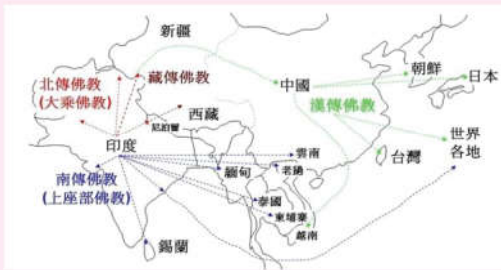 新疆
北傳佛教
(大乘佛教)
藏傳佛教
中國
朝鮮
日本
漢傳佛教
西藏
尼泊爾
印度
世界
各地
雲南
台灣
南傳佛教
(上座部佛教)
緬甸
老撾
泰國
柬埔寨
越南
錫蘭